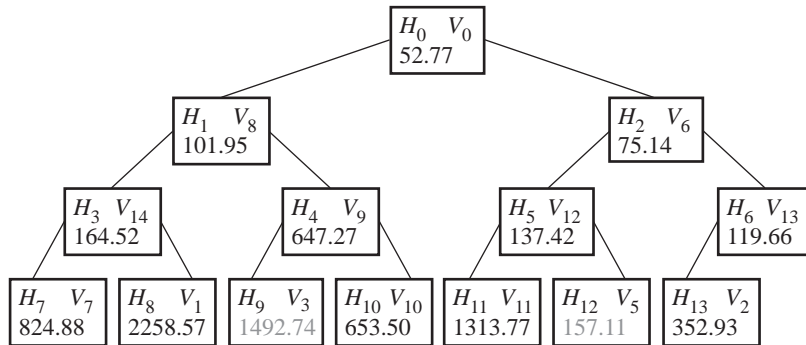 H0 V0
52.77
H1 V8
101.95
H2 V6
75.14
H3 V14
164.52
H4 V9
647.27
H5 V12
137.42
H6 V13
119.66
H7 V7
824.88
H8 V1
2258.57
H9 V3
1492.74
H10 V10
653.50
H11 V11
1313.77
H12 V5
157.11
H13 V2
352.93